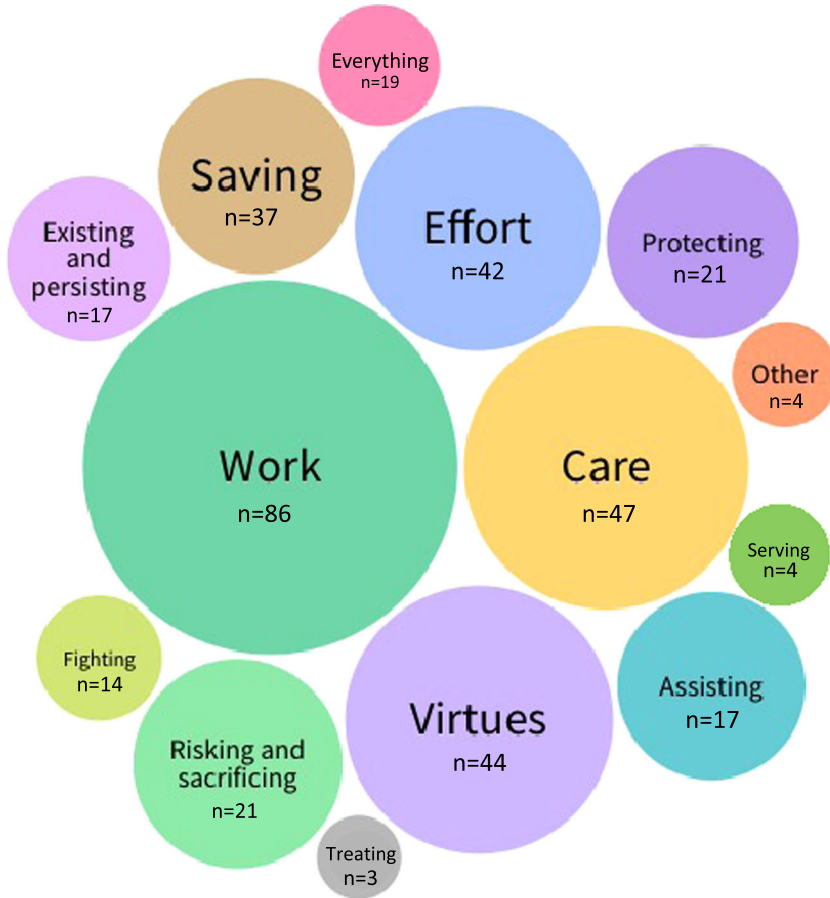 Everything
n=19
Saving
n=37
Effort
n=42
Protecting
n=21
Existing
and
persisting
n=17
Other
n=4
Work
n=86
Care
n=47
Serving
n=4
Fighting
n=14
Assisting
n=17
Virtues
n=44
Risking and
sacrificing
n=21
Treating
n=3